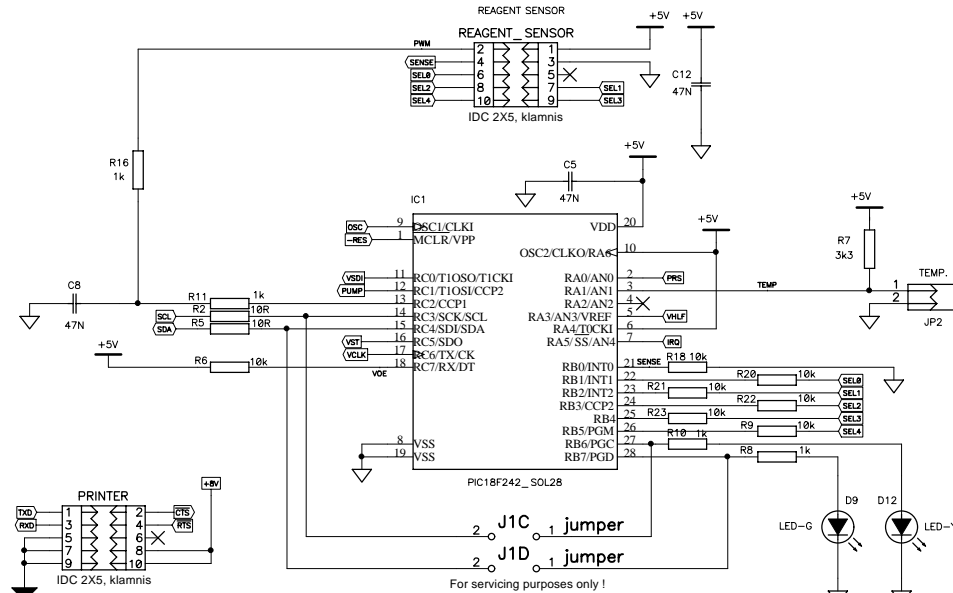 REAGENT SENSOR
REAGENT_SENSOR
+5V
+5V
PWM
2 1
SENSE 4 3
SEL0 6 5
SEL2 8 7 SEL1
SEL4 10 9 SEL3
IDC 2X5, klamnis
C12
47N
R16
1k
+5V
C5
47N
IC1
+5V
+5V
R7
3k3
OSC 9 OSC1/CLKI
-RES 1 MCLR/VPP
VDD 20
OSC2/CLKO/RA6 10
VSDI 11 RC0/T1OSO/T1CKI
PUMP 12 RC1/T1OSI/CCP2
13 RC2/CCP1
14 RC3/SCK/SCL
15 RC4/SDI/SDA
VST 16 RC5/SDO
VCLK 17 RC6/TX/CK
18 RC7/RX/DT
VOE
RA0/AN0 2 PRS
RA1/AN1 3 TEMP
RA2/AN2 4
RA3/AN3/VREF 5 VHLF
RA4/T0CKI 6
RA5/SS/AN4 7 IRQ
TEMP.
1
2
JP2
C8
47N
R11 1k
SCL R2 10R
SDA R5 10R
+5V
R6 10k
RB0/INT0 21 SENSE R18 10k
RB1/INT1 22 R20 10k SEL0
RB2/INT2 23 R21 10k SEL1
RB3/CCP2 24 R22 10k SEL2
RB4 25 R23 10k SEL3
RB5/PGM 26 R9 10k SEL4
RB6/PGC 27 R10 1k
RB7/PGD 28 R8 1k
8 VSS
19 VSS
PIC18F242_SOL28
+8V
PRINTER
TXD 1 2 CTS
RXD 3 4 RTS
5 6
7 8
9 10
IDC 2X5, klamnis
2 J1C 1 jumper
2 J1D 1 jumper
For servicing purposes only !
D9
LED-G
D12
LED-Y